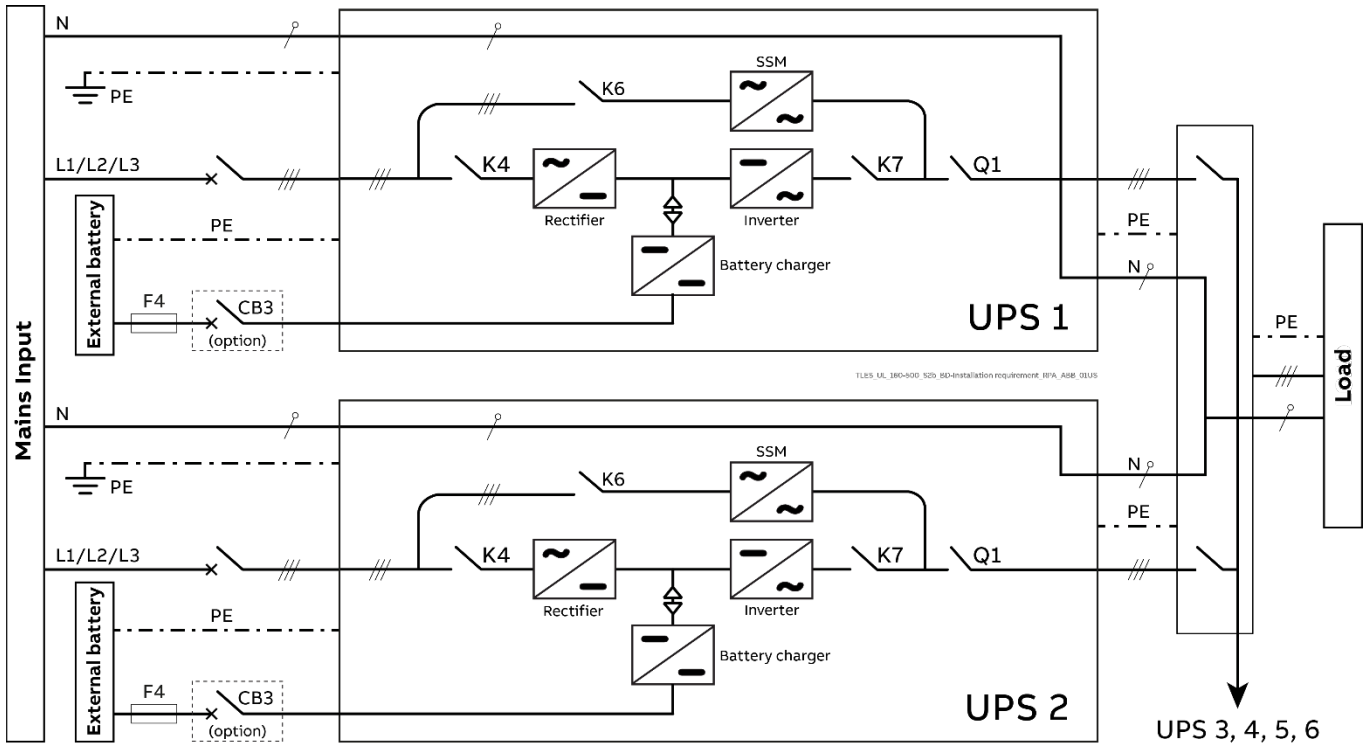 N
SSM
PE
K6
L1/L2/L3
K4
K7
Q1
Rectifier
Inverter
PE
PE
External battery
Battery charger
N
F4
CB3
(option)
UPS 1
PE
Mains Input
Load
N
SSM
N
PE
K6
PE
L1/L2/L3
K4
K7
Q1
Rectifier
Inverter
PE
External battery
Battery charger
F4
CB3
(option)
UPS 2
UPS 3, 4, 5, 6